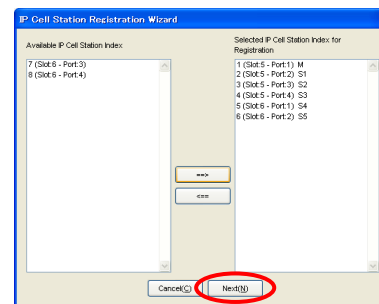 IP Cell Station Registration Wizard
Available IP Cell Station Index
7 (Slot:6 - Port:3)
8 (Slot:6 - Port:4)
==>
<==
Selected IP Cell Station Index for
Registration
1 (Slot:5 - Port:1) M
2 (Slot:5 - Port:2) S1
3 (Slot:5 - Port:3) S2
4 (Slot:5 - Port:4) S3
5 (Slot:6 - Port:1) S4
6 (Slot:6 - Port:2) S5
Cancel(C)
Next(N)